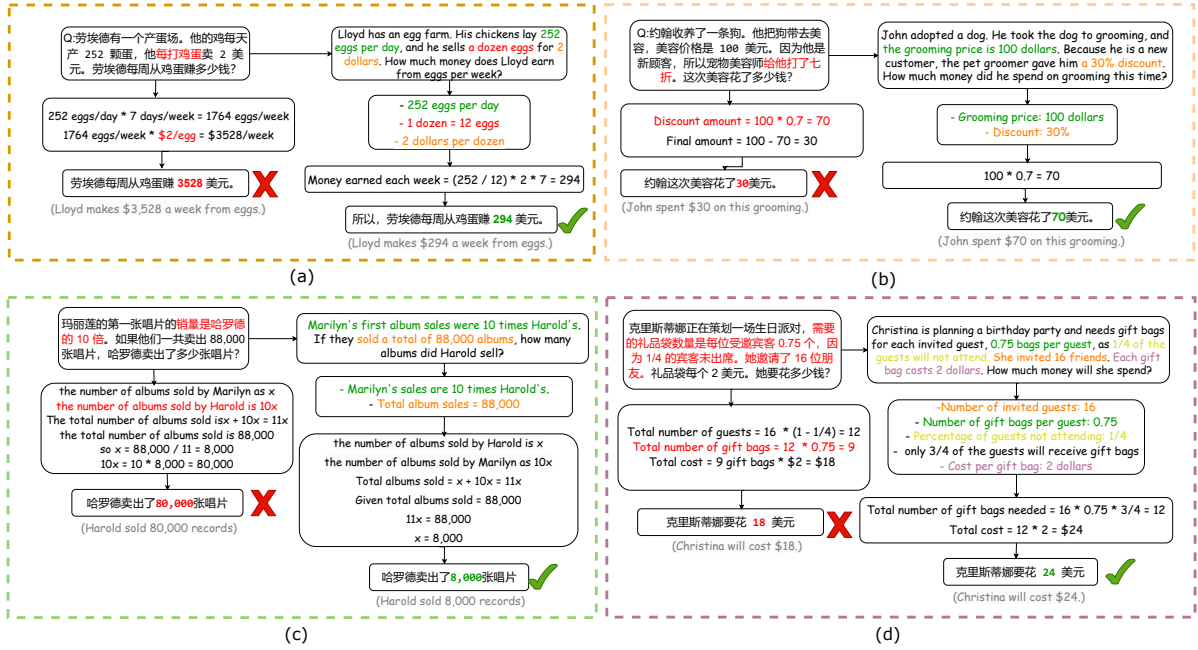 Q:劳埃德有一个产蛋场。他的鸡每天
产 252 颗蛋，他每打鸡蛋卖 2 美
元。劳埃德每周从鸡蛋赚多少钱？
252 eggs/day * 7 days/week = 1764 eggs/week
1764 eggs/week * $2/egg = $3528/week
劳埃德每周从鸡蛋赚 3528 美元。
(Lloyd makes $3,528 a week from eggs.)
Lloyd has an egg farm. His chickens lay 252
eggs per day, and he sells a dozen eggs for 2
dollars. How much money does Lloyd earn
from eggs per week?
- 252 eggs per day
- 1 dozen = 12 eggs
- 2 dollars per dozen
Money earned each week = (252 / 12) * 2 * 7 = 294
所以，劳埃德每周从鸡蛋赚 294 美元。
(Lloyd makes $294 a week from eggs.)
(a)
Q:约翰收养了一条狗。他把狗带去美
容，美容价格是 100 美元。因为他是
新顾客，所以宠物美容师给他打了七
折。这次美容花了多少钱？
Discount amount = 100 * 0.7 = 70
Final amount = 100 - 70 = 30
约翰这次美容花了30美元。
(John spent $30 on this grooming.)
John adopted a dog. He took the dog to grooming, and
the grooming price is 100 dollars. Because he is a new
customer, the pet groomer gave him a 30% discount.
How much money did he spend on grooming this time?
- Grooming price: 100 dollars
- Discount: 30%
100 * 0.7 = 70
约翰这次美容花了70美元。
(John spent $70 on this grooming.)
(b)
玛丽莲的第一张唱片的销量是哈罗德
的 10 倍。如果他们一共卖出 88,000
张唱片，哈罗德卖出了多少张唱片？
the number of albums sold by Marilyn as x
the number of albums sold by Harold is 10x
The total number of albums sold isx + 10x = 11x
the total number of albums sold is 88,000
so x = 88,000 / 11 = 8,000
10x = 10 * 8,000 = 80,000
哈罗德卖出了80,000张唱片
(Harold sold 80,000 records)
Marilyn's first album sales were 10 times Harold's.
If they sold a total of 88,000 albums, how many
albums did Harold sell?
- Marilyn's sales are 10 times Harold's.
- Total album sales = 88,000
the number of albums sold by Harold is x
the number of albums sold by Marilyn as 10x
Total albums sold = x + 10x = 11x
Given total albums sold = 88,000
11x = 88,000
x = 8,000
哈罗德卖出了8,000张唱片
(Harold sold 8,000 records)
(c)
克里斯蒂娜正在策划一场生日派对，需要
的礼品袋数量是每位受邀宾客 0.75 个，因
为 1/4 的宾客未出席。她邀请了 16 位朋
友。礼品袋每个 2 美元。她要花多少钱？
Total number of guests = 16 * (1 - 1/4) = 12
Total number of gift bags = 12 * 0.75 = 9
Total cost = 9 gift bags * $2 = $18
克里斯蒂娜要花 18 美元
(Christina will cost $18.)
Christina is planning a birthday party and needs gift bags
for each invited guest, 0.75 bags per guest, as 1/4 of the
guests will not attend. She invited 16 friends. Each gift
bag costs 2 dollars. How much money will she spend?
-Number of invited guests: 16
- Number of gift bags per guest: 0.75
- Percentage of guests not attending: 1/4
- only 3/4 of the guests will receive gift bags
- Cost per gift bag: 2 dollars
Total number of gift bags needed = 16 * 0.75 * 3/4 = 12
Total cost = 12 * 2 = $24
克里斯蒂娜要花 24 美元
(Christina will cost $24.)
(d)